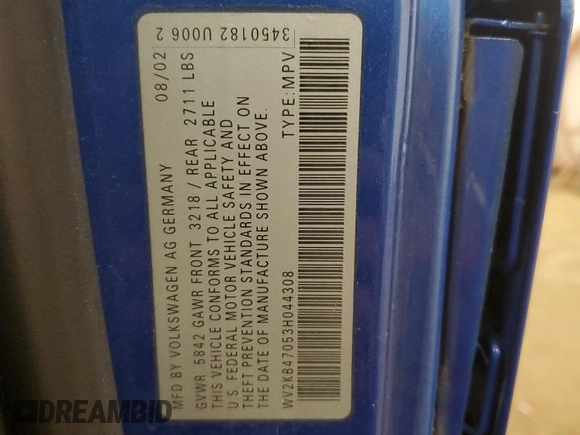 3450182 U006 2
08/02
MFD BY VOLKSWAGEN AG GERMANY
GVWR 5842 GAWR FRONT 3218 / REAR 2711 LBS
THIS VEHICLE CONFORMS TO ALL APPLICABLE
U.S. FEDERAL MOTOR VEHICLE SAFETY AND
THEFT PREVENTION STANDARDS IN EFFECT ON
DATE OF MANUFACTURE SHOWN ABOVE.
WV2KB47053H044308 TYPE:MPV
DREAMBID